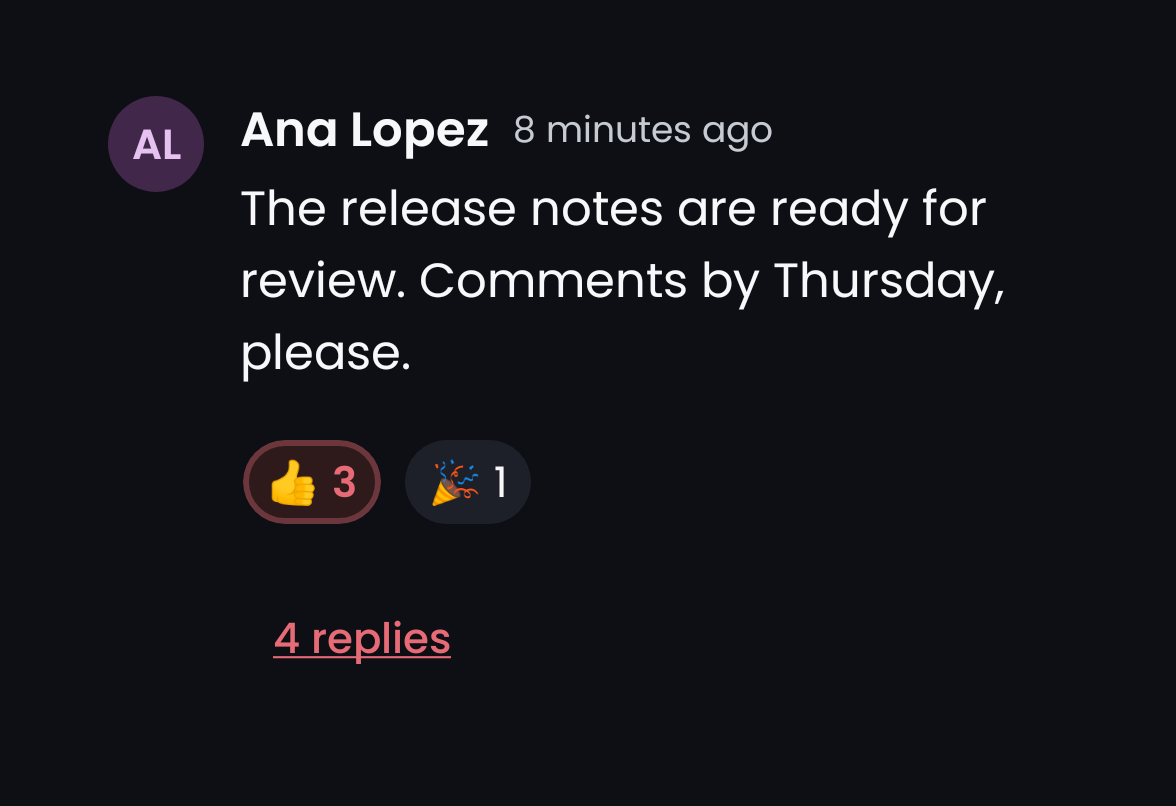 AL
Ana Lopez 8 minutes ago
The release notes are ready for
review. Comments by Thursday,
please.
👍 3 🎉 1
4 replies